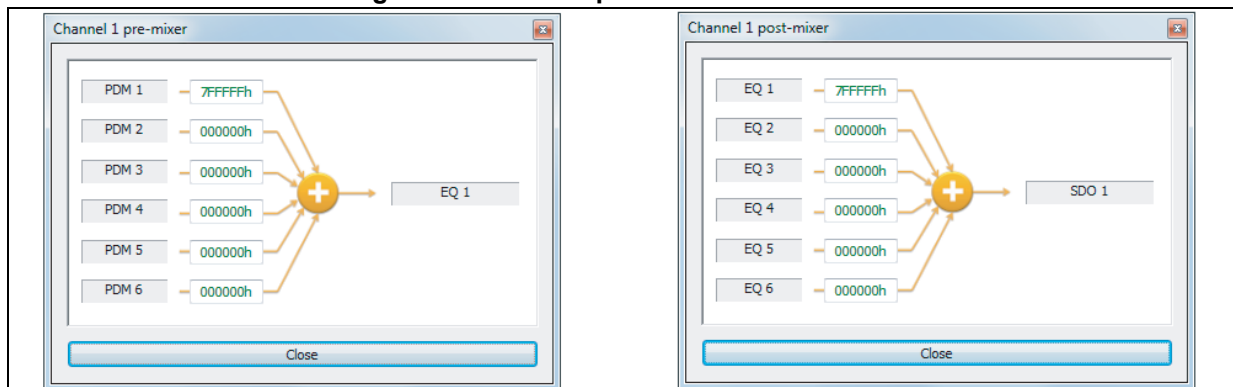 Channel 1 pre-mixer
PDM 1 7FFFFFh
PDM 2 000000h
PDM 3 000000h
PDM 4 000000h
PDM 5 000000h
PDM 6 000000h
EQ 1
Close
Channel 1 post-mixer
EQ 1 7FFFFFh
EQ 2 000000h
EQ 3 000000h
EQ 4 000000h
EQ 5 000000h
EQ 6 000000h
SDO 1
Close